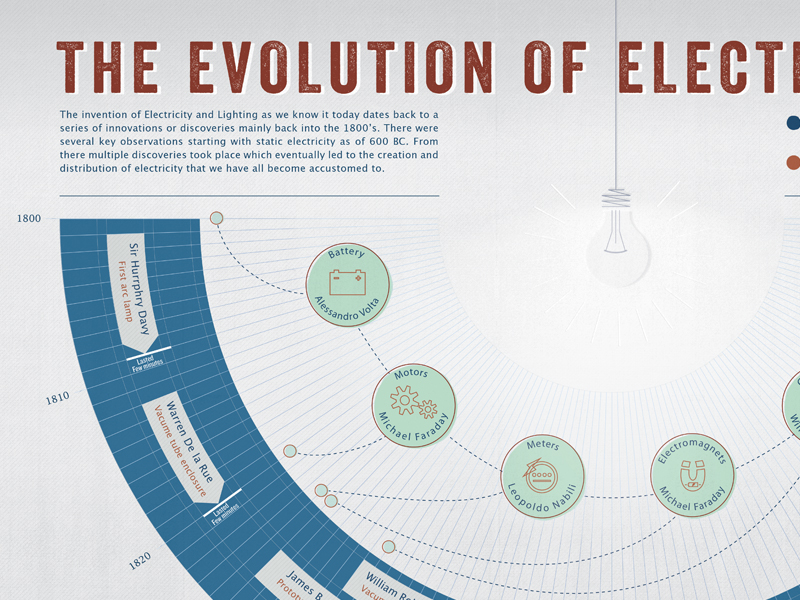 THE EVOLUTION OF ELECT
The invention of Electricity and Lighting as we know it today dates back to a
series of innovations or discoveries mainly back into the 1800's. There were
several key observations starting with static electricity as of 600 BC. From
there multiple discoveries took place which eventually led to the creation and
distribution of electricity that we have all become accustomed to.
1800
Sir Hurrphry Davy
First arc lamp
Lasted
Few minutes
Battery
Alessandro Volta
Motors
Michael Faraday
1810
Warren De la Rue
Vacume tube enclosure
Lasted
Few minutes
Meters
Leopoldo Nabili
Electromagnets
Michael Faraday
1820
James B
Protot
William Ro
Vacu